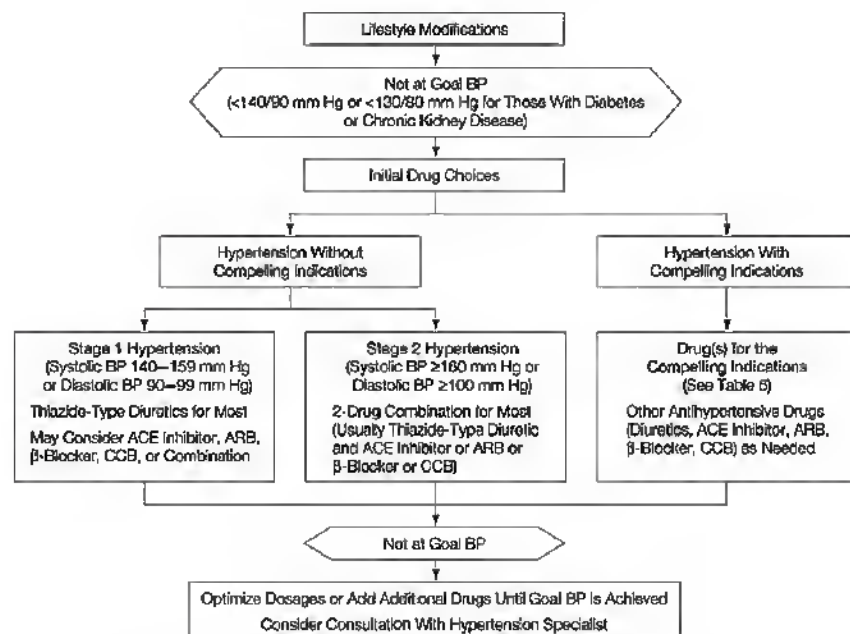 Lifestyle Modifications
Not at Goal BP
(<140/90 mm Hg or <130/80 mm Hg for Those With Diabetes
or Chronic Kidney Disease)
Initial Drug Choices
Hypertension Without
Compelling Indications
Hypertension With
Compelling Indications
Stage 1 Hypertension
(Systolic BP 140–159 mm Hg
or Diastolic BP 90–99 mm Hg)
Thiazide-Type Diuretics for Most
May Consider ACE Inhibitor, ARB,
β-Blocker, CCB, or Combination
Stage 2 Hypertension
(Systolic BP ≥160 mm Hg or
Diastolic BP ≥100 mm Hg)
2-Drug Combination for Most
(Usually Thiazide-Type Diuretic
and ACE Inhibitor or ARB or
β-Blocker or CCB)
Drug(s) for the
Compelling Indications
(See Table 6)
Other Antihypertensive Drugs
(Diuretics, ACE Inhibitor, ARB,
β-Blocker, CCB) as Needed
Not at Goal BP
Optimize Dosages or Add Additional Drugs Until Goal BP Is Achieved
Consider Consultation With Hypertension Specialist